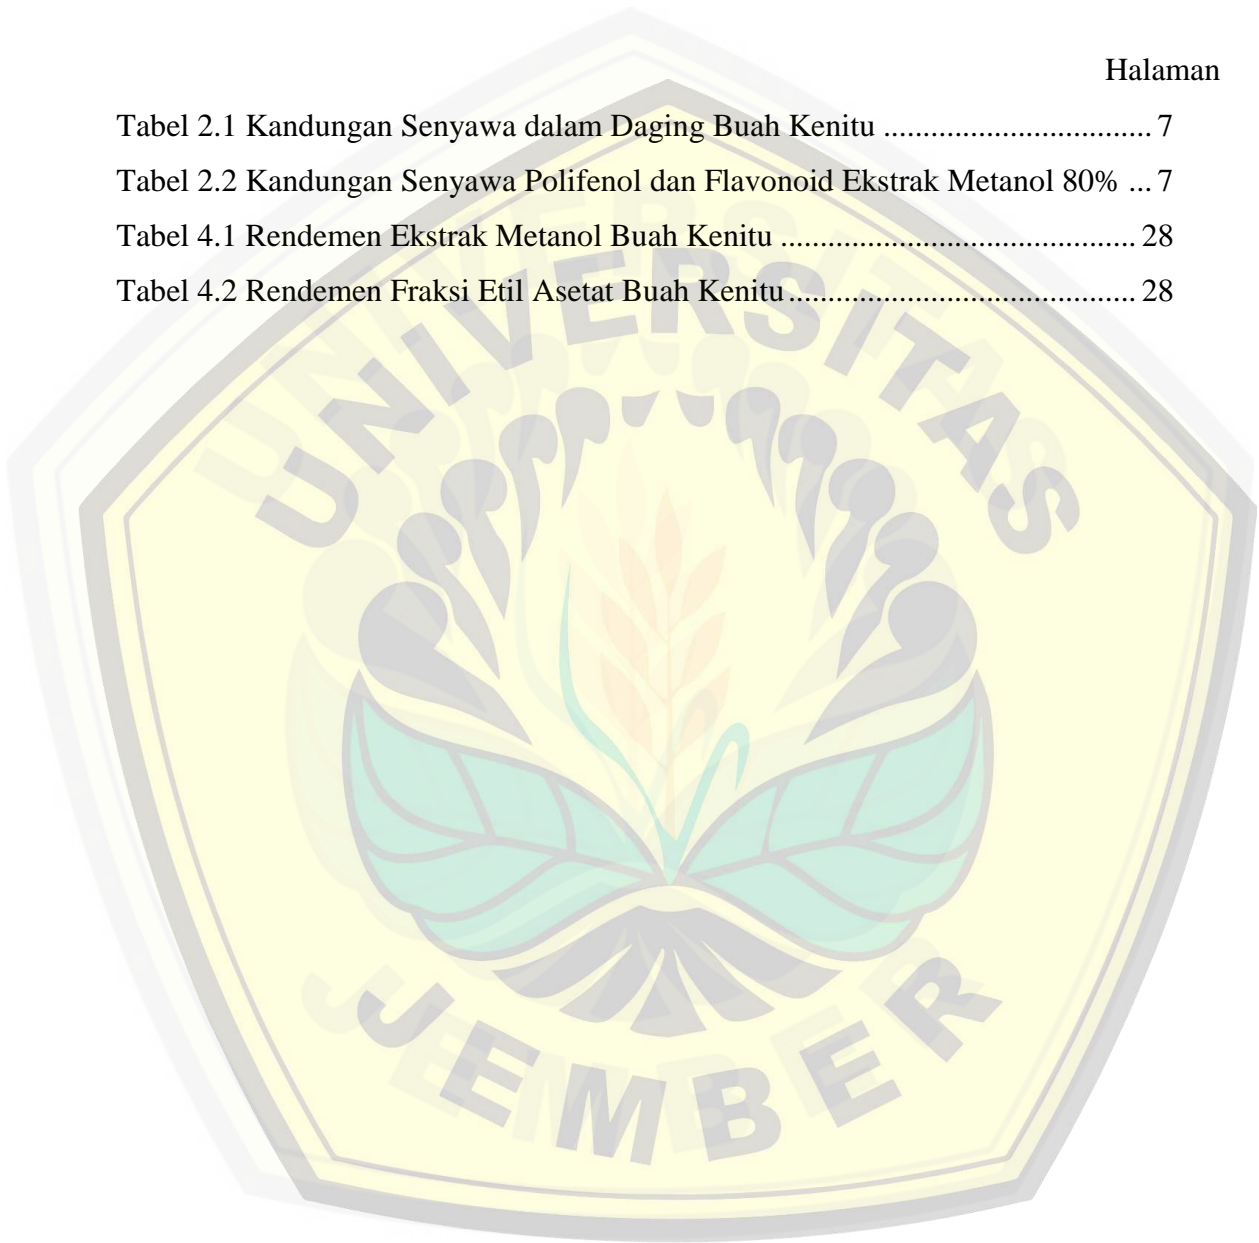 Halaman
Tabel 2.1 Kandungan Senyawa dalam Daging Buah Kenitu .................................. 7
Tabel 2.2 Kandungan Senyawa Polifenol dan Flavonoid Ekstrak Metanol 80% ... 7
Tabel 4.1 Rendemen Ekstrak Metanol Buah Kenitu ............................................. 28
Tabel 4.2 Rendemen Fraksi Etil Asetat Buah Kenitu ............................................ 28
UNIVERSITAS
JEMBER